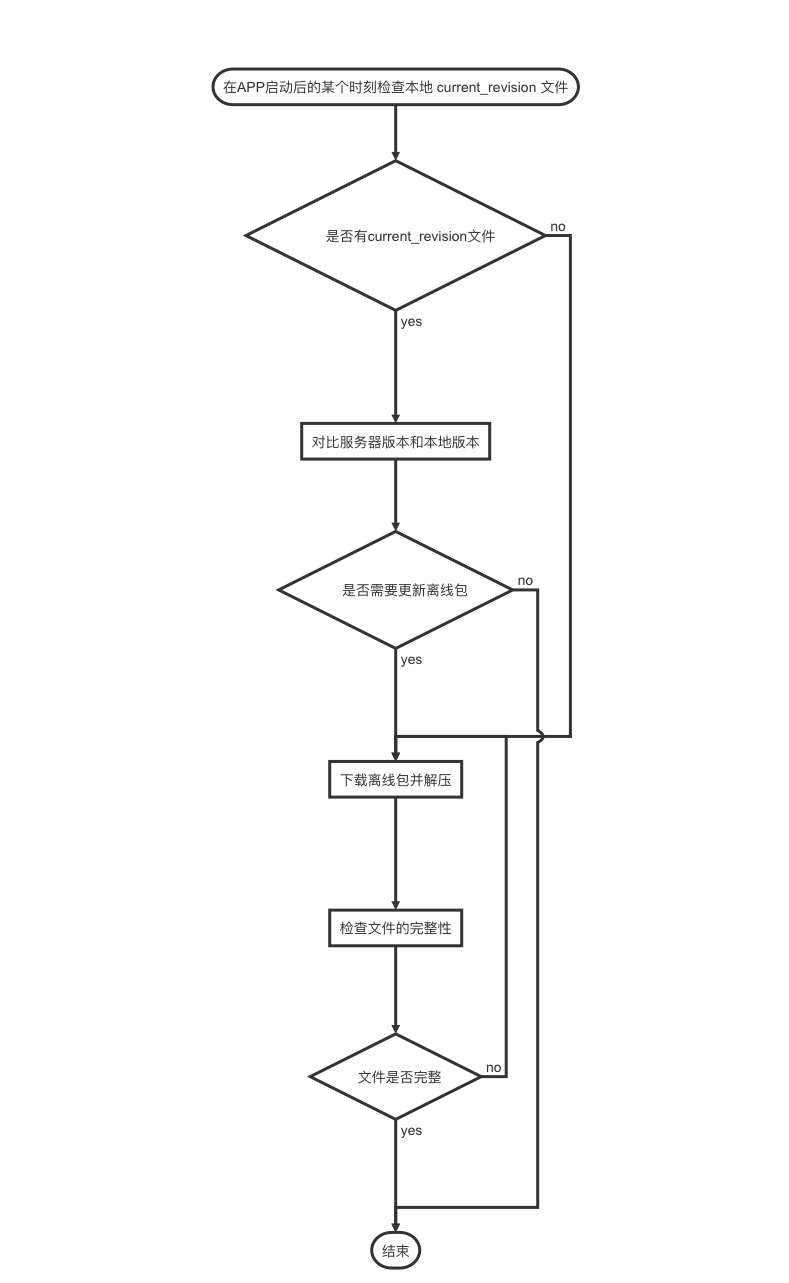 在APP启动后的某个时刻检查本地 current_revision 文件
是否有current_revision文件
no
yes
对比服务器版本和本地版本
是否需要更新离线包
no
yes
下载离线包并解压
检查文件的完整性
文件是否完整
no
yes
结束